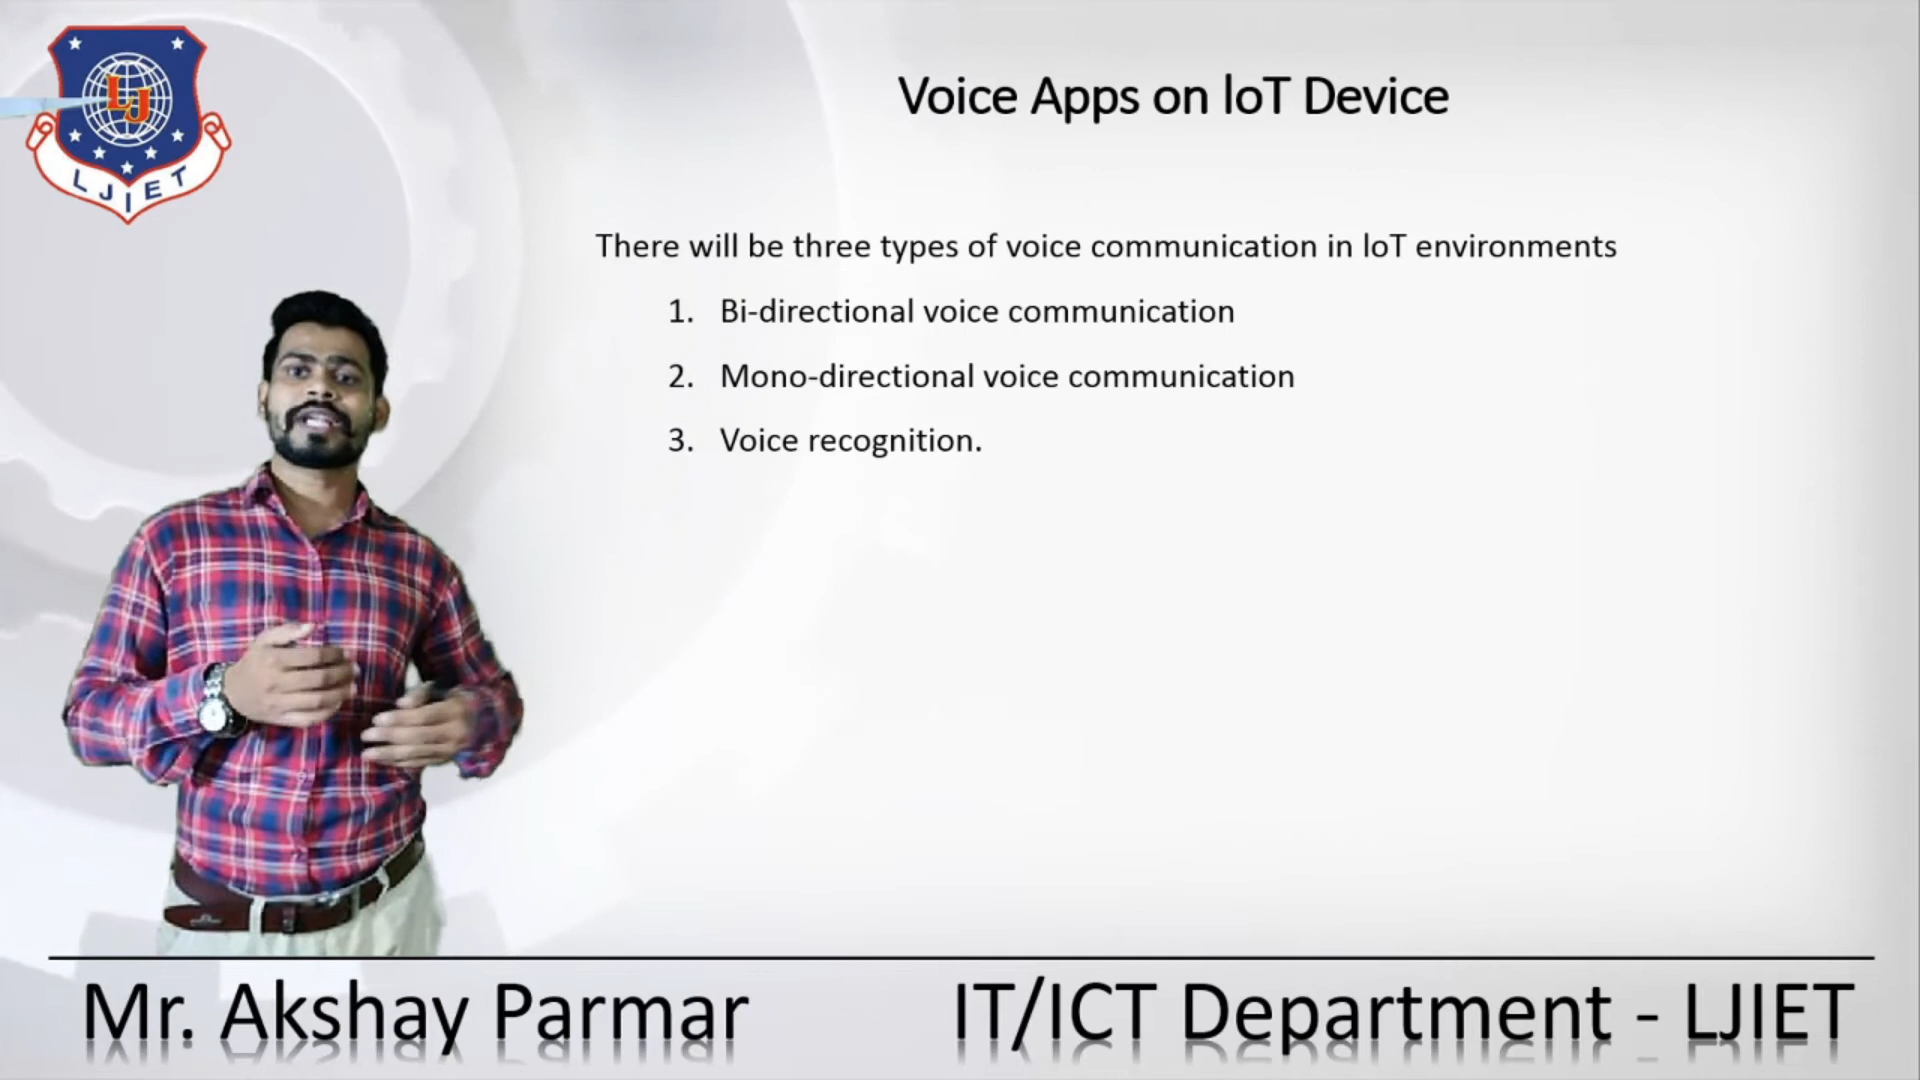 LJ
LJIET
Voice Apps on IoT Device
There will be three types of voice communication in IoT environments
1. Bi-directional voice communication
2. Mono-directional voice communication
3. Voice recognition.
Mr. Akshay Parmar
IT/ICT Department - LJIET